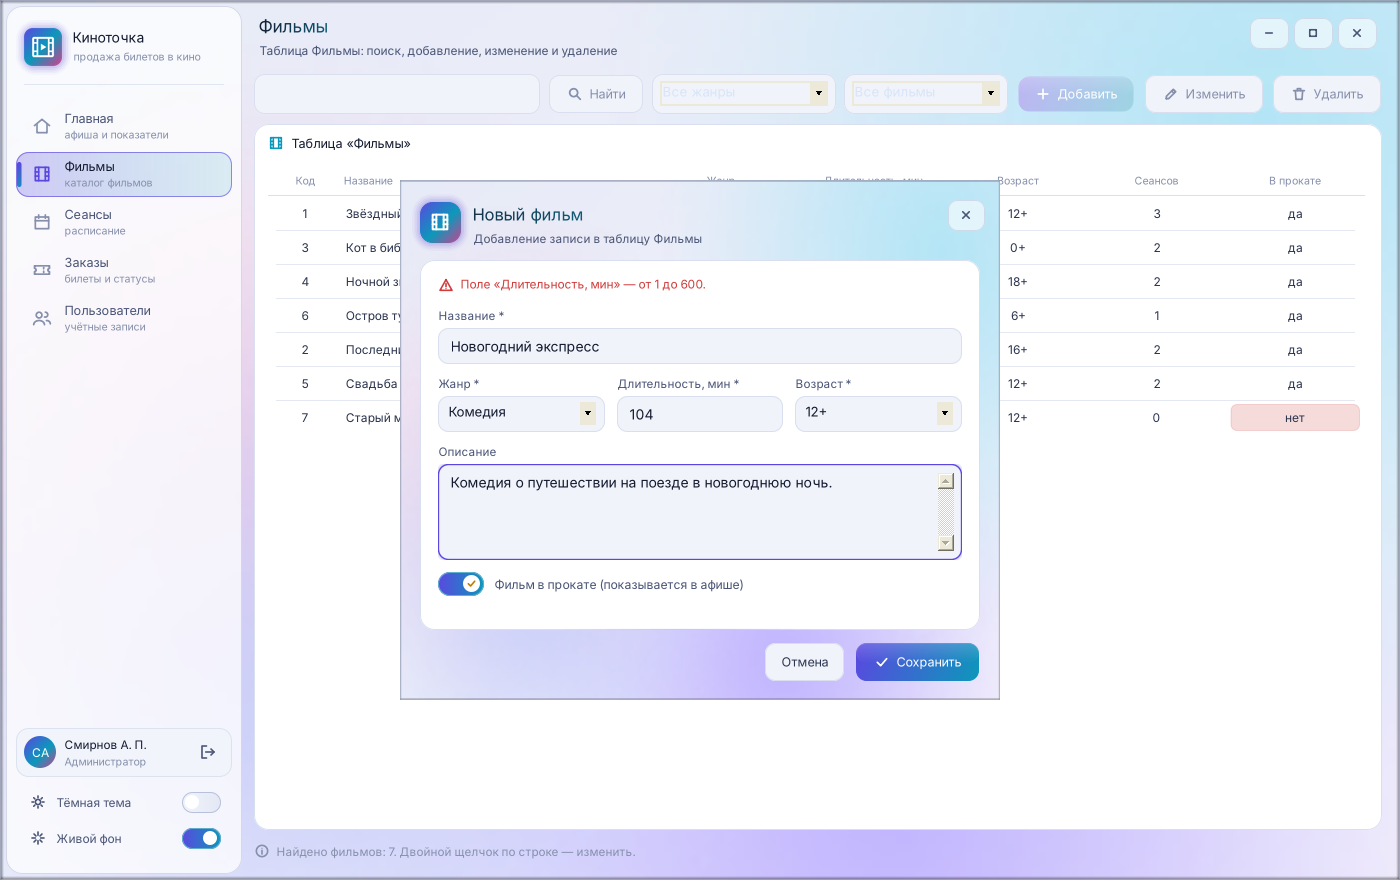 Киноточка
продажа билетов в кино
Главная
афиша и показатели
Фильмы
каталог фильмов
Сеансы
расписание
Заказы
билеты и статусы
Пользователи
учётные записи
СА
Смирнов А. П.
Администратор
Тёмная тема
Живой фон
Фильмы
Таблица Фильмы: поиск, добавление, изменение и удаление
Найти
Все жанры
Все фильмы
Добавить
Изменить
Удалить
Таблица «Фильмы»
Код Название Жанр Длительность, мин Возраст Сеансов В прокате
1 Звёздный 12+ 3 да
3 Кот в 0+ 2 да
4 Ночной 18+ 2 да
6 Остров 6+ 1 да
2 16+ 2 да
5 Свадьба 12+ 2 да
7 Старый 12+ 0 нет
Новый фильм
Добавление записи в таблицу Фильмы
Поле «Длительность, мин» — от 1 до 600.
Название *
Новогодний экспресс
Жанр * Длительность, мин * Возраст *
Комедия 104 12+
Описание
Комедия о путешествии на поезде в новогоднюю ночь.
Фильм в прокате (показывается в афише)
Отмена
Сохранить
Найдено фильмов: 7. Двойной щелчок по строке — изменить.